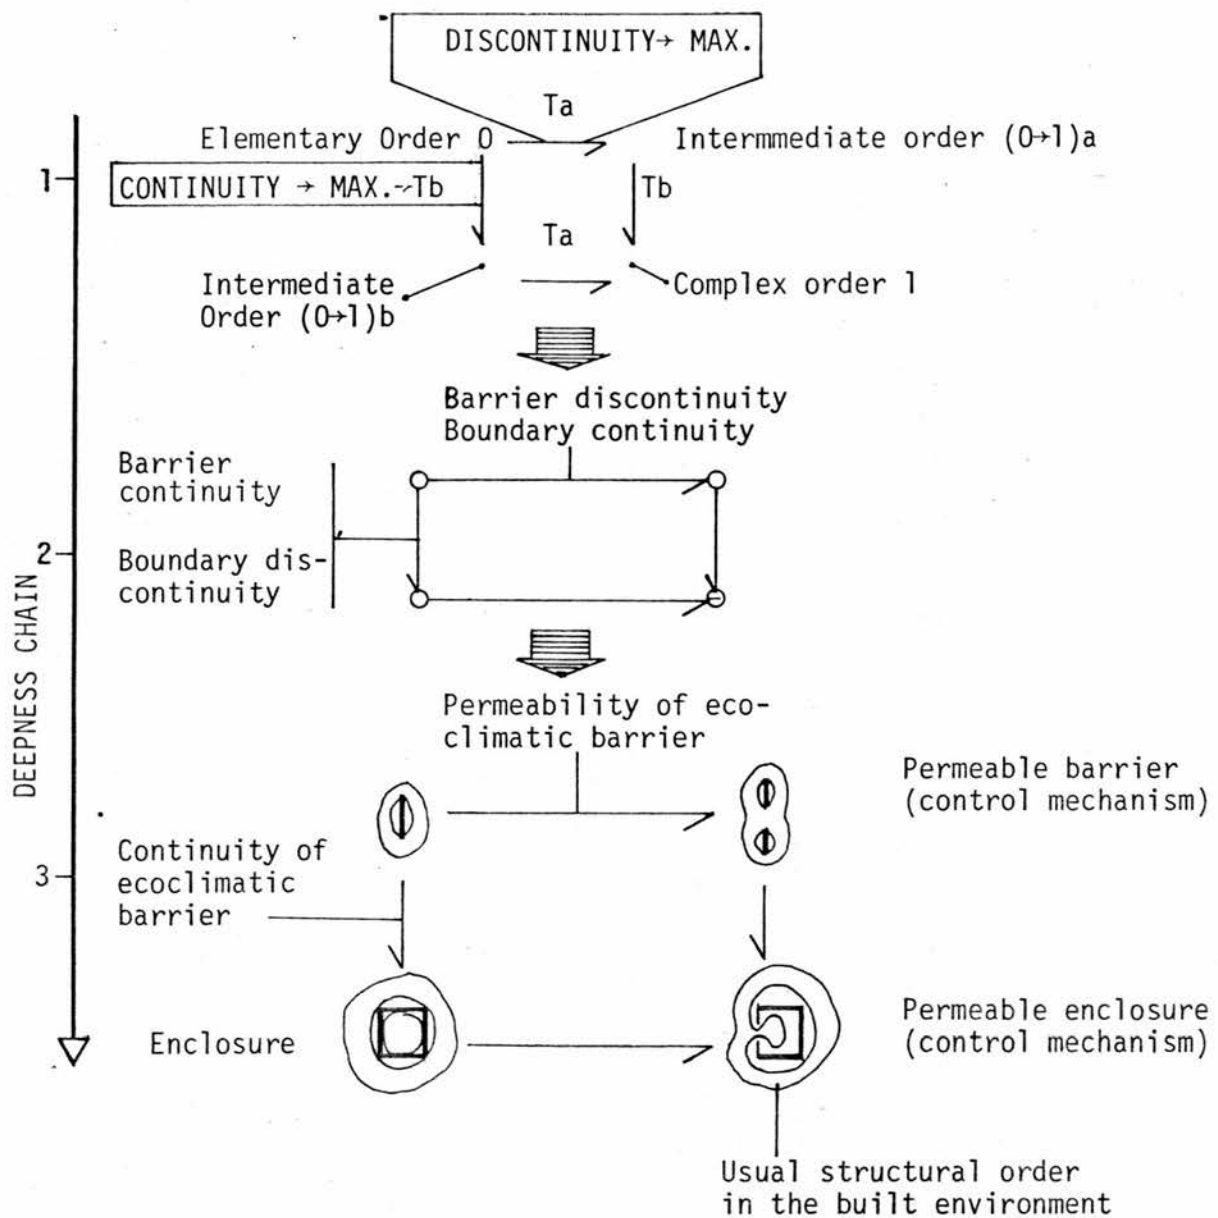 DISCONTINUITY→ MAX.
Ta
Elementary Order 0
Intermmediate order (0→1)a
1
CONTINUITY → MAX.~Tb
Tb
Ta
Intermediate
Order (0→1)b
Complex order 1
Barrier discontinuity
Boundary continuity
Barrier
continuity
2
Boundary dis-
continuity
DEEPNESS CHAIN
Permeability of eco-
climatic barrier
Permeable barrier
(control mechanism)
Continuity of
ecoclimatic
barrier
3
Enclosure
Permeable enclosure
(control mechanism)
Usual structural order
in the built environment